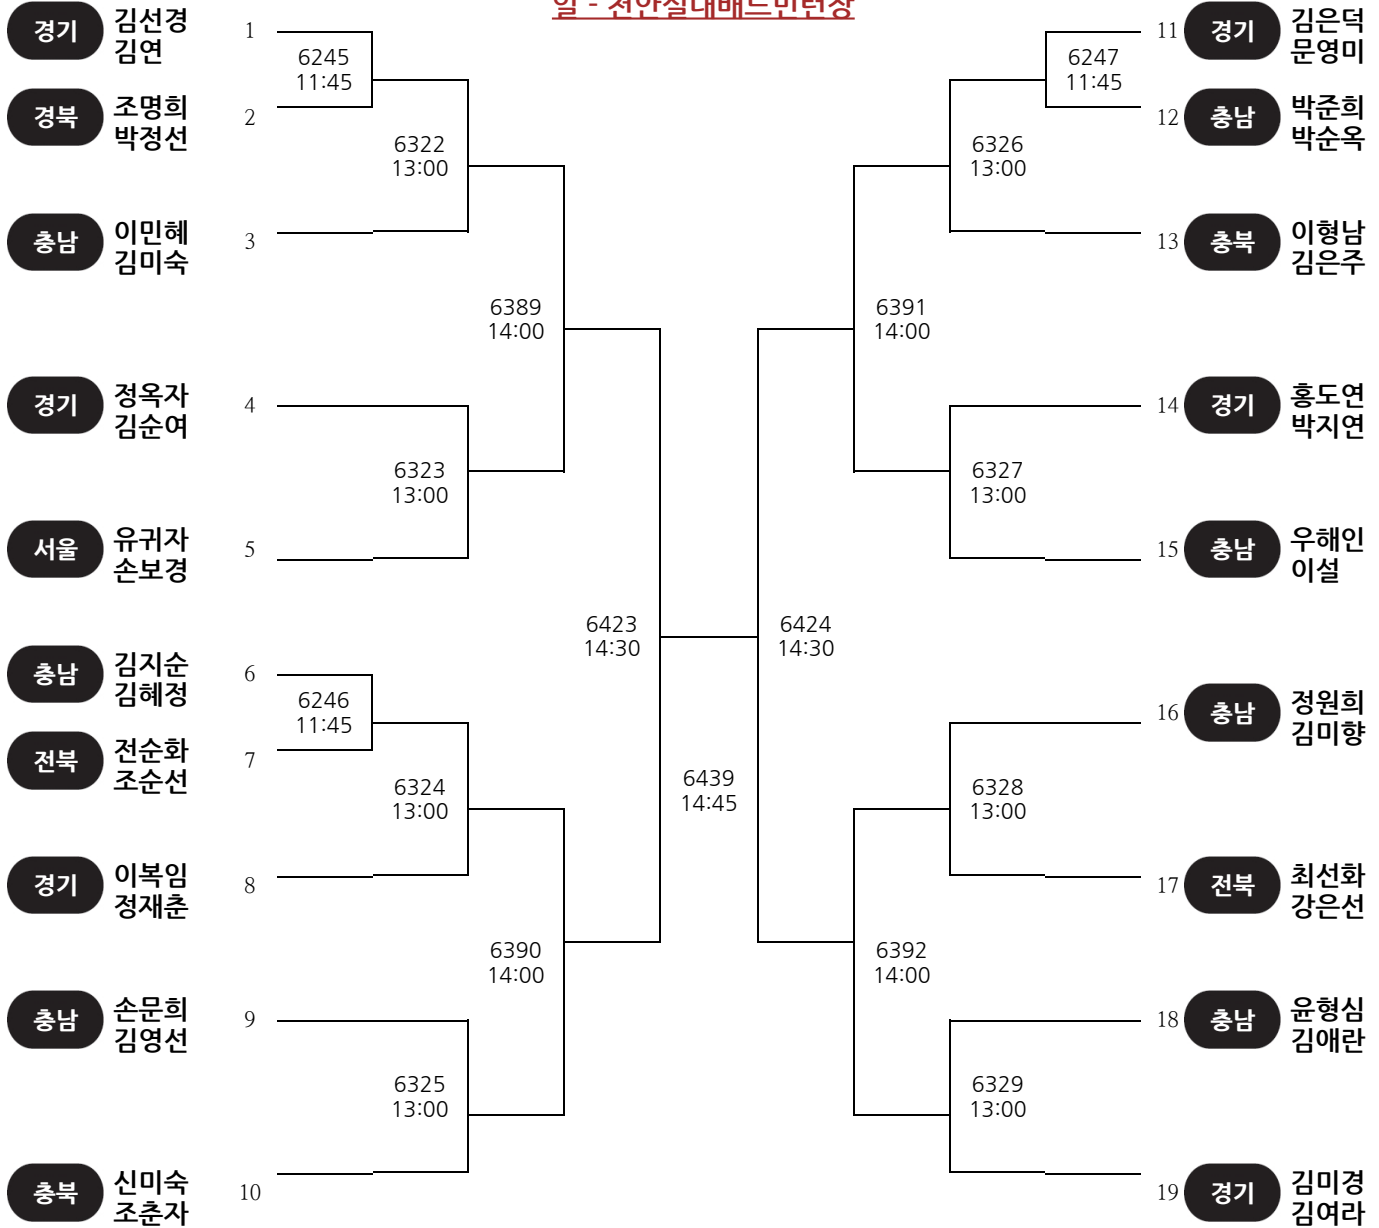 일 - 천안실내배드민턴장
경기 김선경 김연 1
6245
11:45
경북 조명희 박정선 2
6322
13:00
충남 이민혜 김미숙 3
6389
14:00
경기 정옥자 김순여 4
6323
13:00
서울 유귀자 손보경 5
6423
14:30
충남 김지순 김혜정 6
6246
11:45
전북 전순화 조순선 7
6324
13:00
경기 이복임 정재춘 8
6390
14:00
충남 손문희 김영선 9
6325
13:00
충북 신미숙 조춘자 10
6439
14:45
11 경기 김은덕 문영미
6247
11:45
12 충남 박준희 박순옥
6326
13:00
13 충북 이형남 김은주
6391
14:00
14 경기 홍도연 박지연
6327
13:00
15 충남 우해인 이설
6424
14:30
16 충남 정원희 김미향
6328
13:00
17 전북 최선화 강은선
6392
14:00
18 충남 윤형심 김애란
6329
13:00
19 경기 김미경 김여라